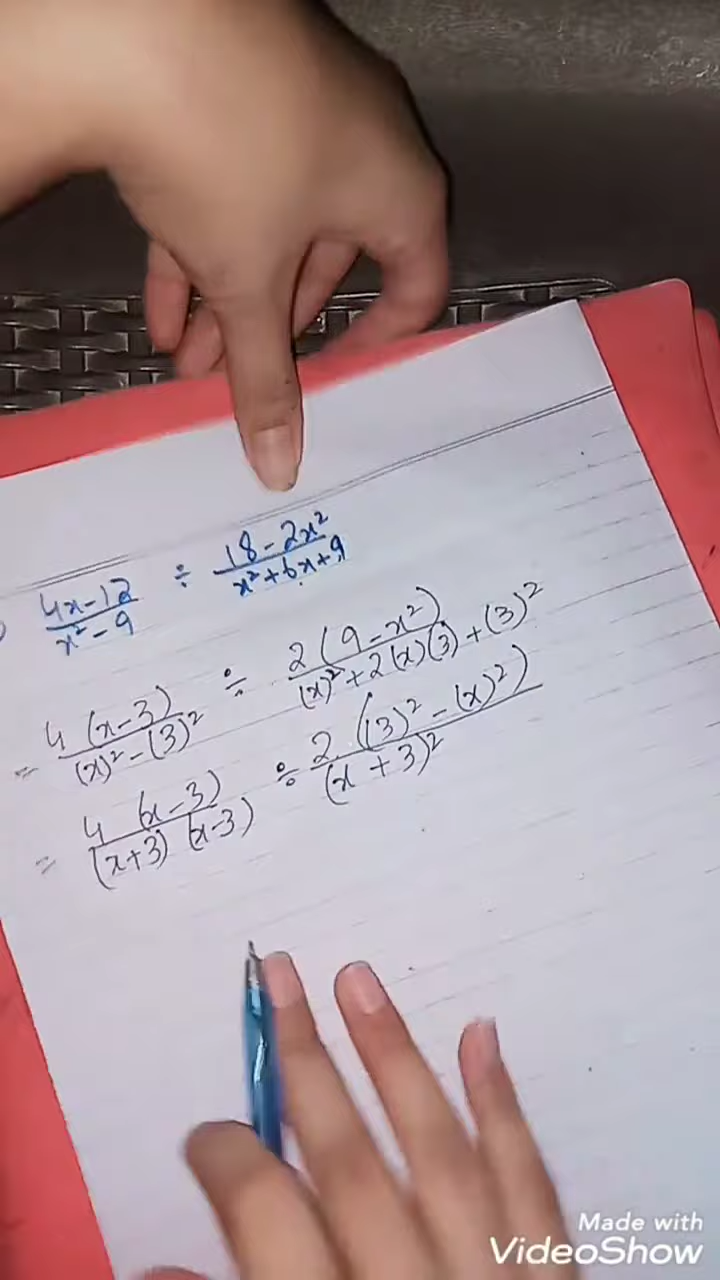 4x-12/x²-9 ÷ 18-2x²/x²+6x+9
= 4(x-3)/(x)²-(3)² ÷ 2(9-x²)/(x)²+2(x)(3)+(3)²
= 4(x-3)/(x+3)(x-3) ÷ 2((3)²-(x)²)/(x+3)²
Made with
VideoShow